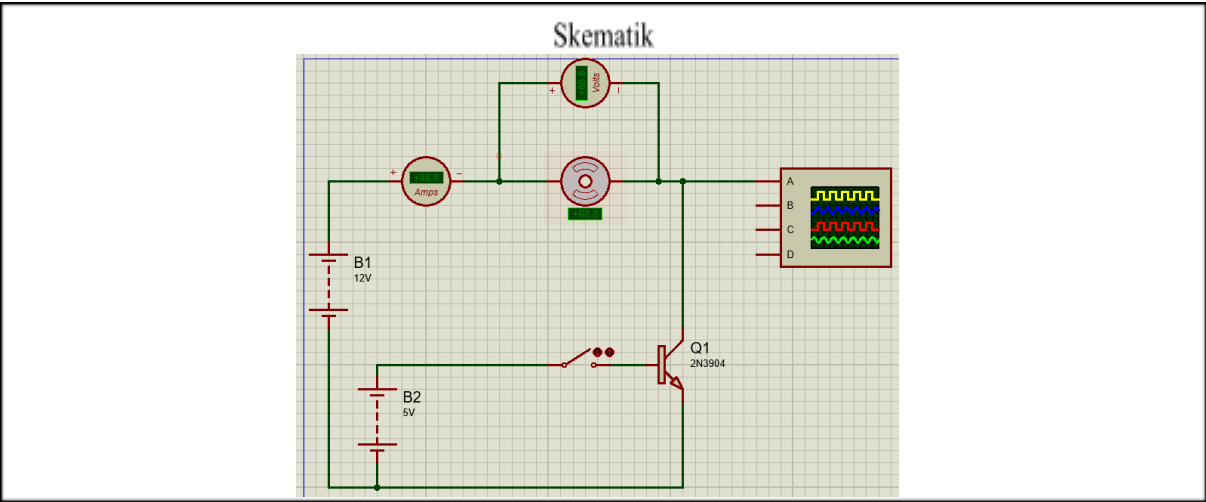 Skematik
Volts
+
+
Amps
A
B
C
D
B1
12V
Q1
2N3904
B2
5V